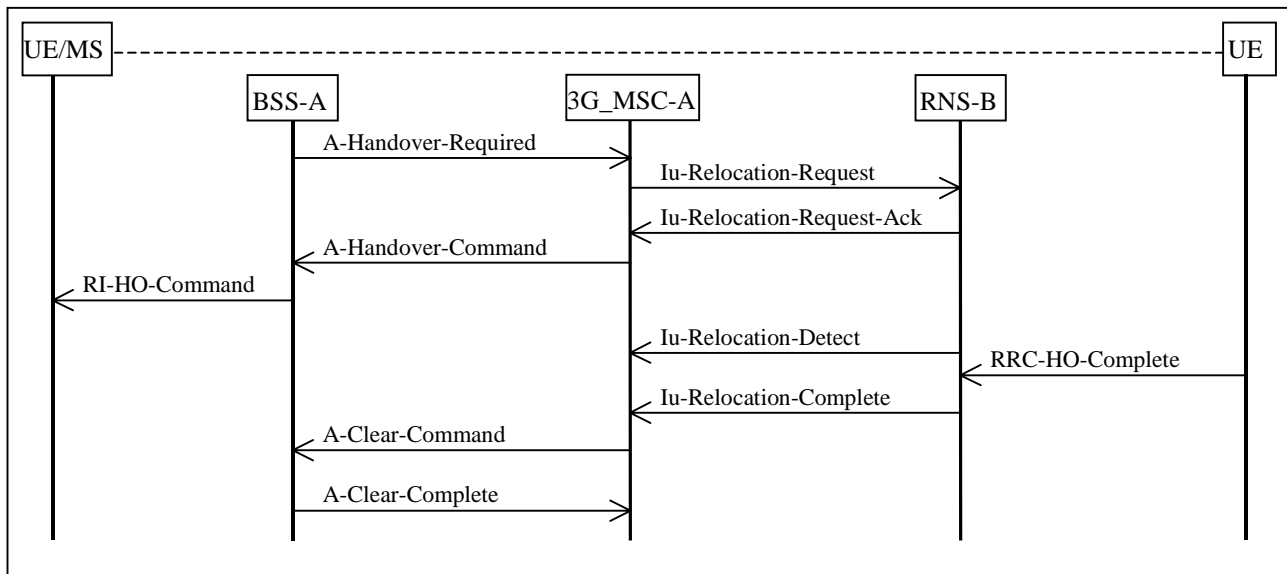 UE/MS
UE
BSS-A
3G_MSC-A
RNS-B
A-Handover-Required
Iu-Relocation-Request
Iu-Relocation-Request-Ack
A-Handover-Command
RI-HO-Command
Iu-Relocation-Detect
RRC-HO-Complete
Iu-Relocation-Complete
A-Clear-Command
A-Clear-Complete